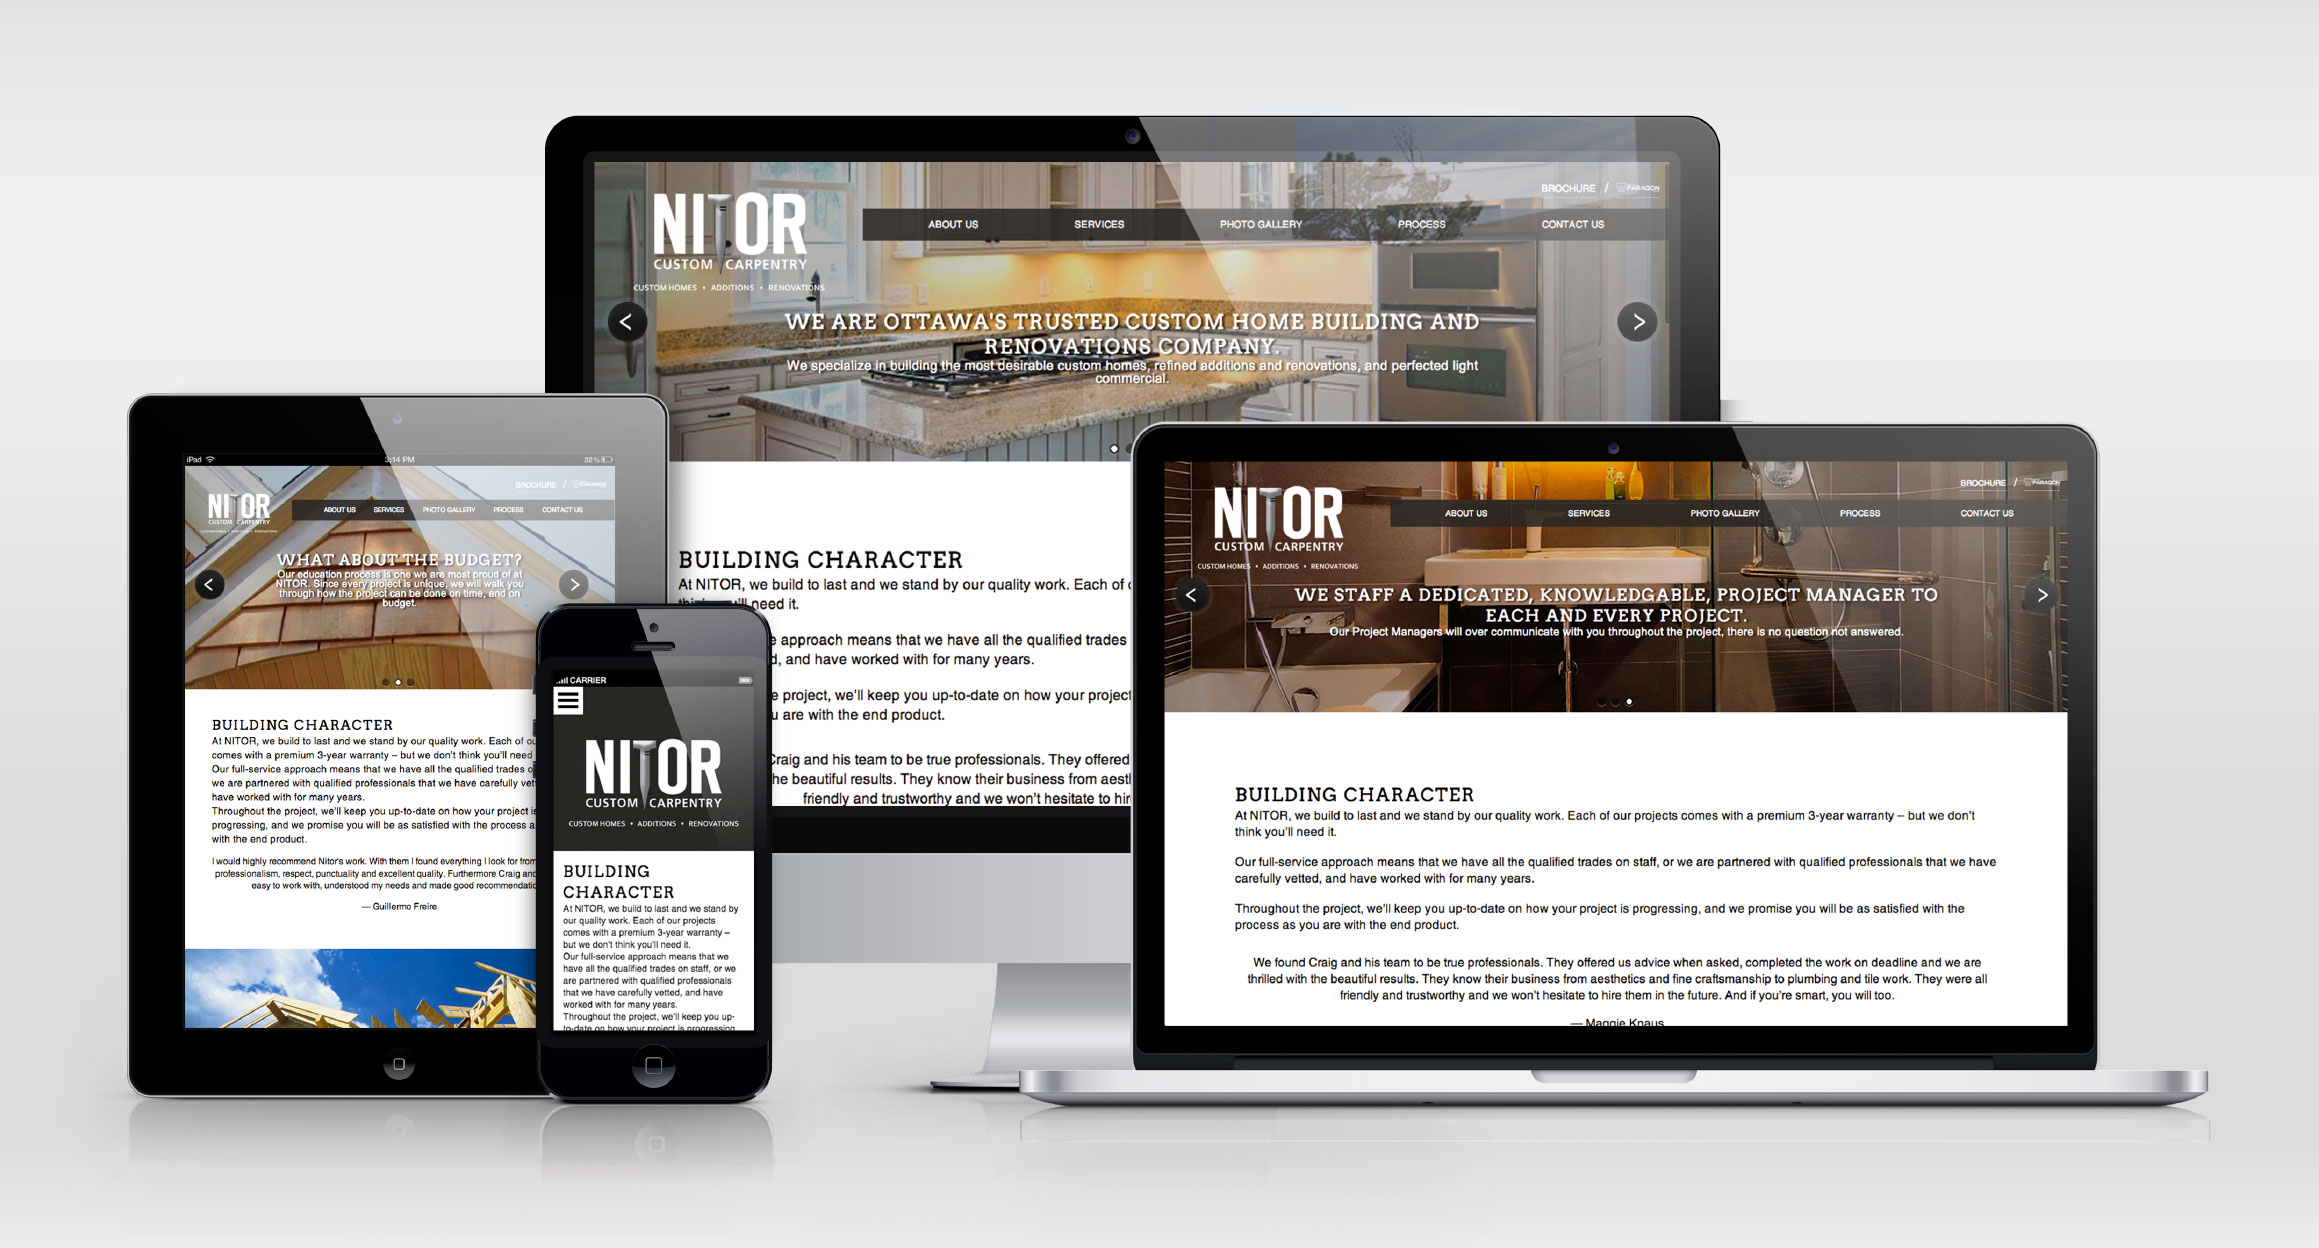 NITOR
CUSTOM CARPENTRY
CUSTOM HOMES • ADDITIONS • RENOVATIONS
BROCHURE / PARAGON
ABOUT US SERVICES PHOTO GALLERY PROCESS CONTACT US
< >
WE ARE OTTAWA'S TRUSTED CUSTOM HOME BUILDING AND
RENOVATIONS COMPANY.
We specialize in building the most desirable custom homes, refined additions and renovations, and perfected light
commercial.
BUILDING CHARACTER
At NITOR, we build to last and we stand by our quality work. Each of
you'll need it.
approach means that we have all the qualified trades
and have worked with for many years.
project, we'll keep you up-to-date on how your project
are with the end product.
Craig and his team to be true professionals. They offered
beautiful results. They know their business from
friendly and trustworthy and we won't hesitate to
iPad 3:14 PM 32%
BROCHURE / PARAGON
NITOR
CUSTOM CARPENTRY
CUSTOM HOMES • ADDITIONS • RENOVATIONS
ABOUT US SERVICES PHOTO GALLERY PROCESS CONTACT US
WHAT ABOUT THE BUDGET?
Our education process is one we are most proud of at
NITOR. Since every project is unique, we will walk you
through how the project can be done on time, and on
budget.
< >
BUILDING CHARACTER
At NITOR, we build to last and we stand by our quality work. Each of
comes with a premium 3-year warranty – but we don't think you'll need
Our full-service approach means that we have all the qualified trades
we are partnered with qualified professionals that we have carefully
have worked with for many years.
Throughout the project, we'll keep you up-to-date on how your project is
progressing, and we promise you will be as satisfied with the process
with the end product.
I would highly recommend Nitor's work. With them I found everything I look for from
professionalism, respect, punctuality and excellent quality. Furthermore Craig and
easy to work with, understood my needs and made good
— Guillermo Freire
CARRIER
NITOR
CUSTOM CARPENTRY
CUSTOM HOMES • ADDITIONS • RENOVATIONS
BUILDING
CHARACTER
At NITOR, we build to last and we stand by
our quality work. Each of our projects
comes with a premium 3-year warranty –
but we don't think you'll need it.
Our full-service approach means that we
have all the qualified trades on staff, or we
are partnered with qualified professionals
that we have carefully vetted, and have
worked with for many years.
Throughout the project, we'll keep you up-
to-date on how your project is progressing,
BROCHURE / PARAGON
NITOR
CUSTOM CARPENTRY
CUSTOM HOMES • ADDITIONS • RENOVATIONS
ABOUT US SERVICES PHOTO GALLERY PROCESS CONTACT US
< >
WE STAFF A DEDICATED, KNOWLEDGABLE, PROJECT MANAGER TO
EACH AND EVERY PROJECT.
Our Project Managers will over communicate with you throughout the project, there is no question not answered.
BUILDING CHARACTER
At NITOR, we build to last and we stand by our quality work. Each of our projects comes with a premium 3-year warranty – but we don't
think you'll need it.
Our full-service approach means that we have all the qualified trades on staff, or we are partnered with qualified professionals that we have
carefully vetted, and have worked with for many years.
Throughout the project, we'll keep you up-to-date on how your project is progressing, and we promise you will be as satisfied with the
process as you are with the end product.
We found Craig and his team to be true professionals. They offered us advice when asked, completed the work on deadline and we are
thrilled with the beautiful results. They know their business from aesthetics and fine craftsmanship to plumbing and tile work. They were all
friendly and trustworthy and we won't hesitate to hire them in the future. And if you're smart, you will too.
— Maggie Knaus